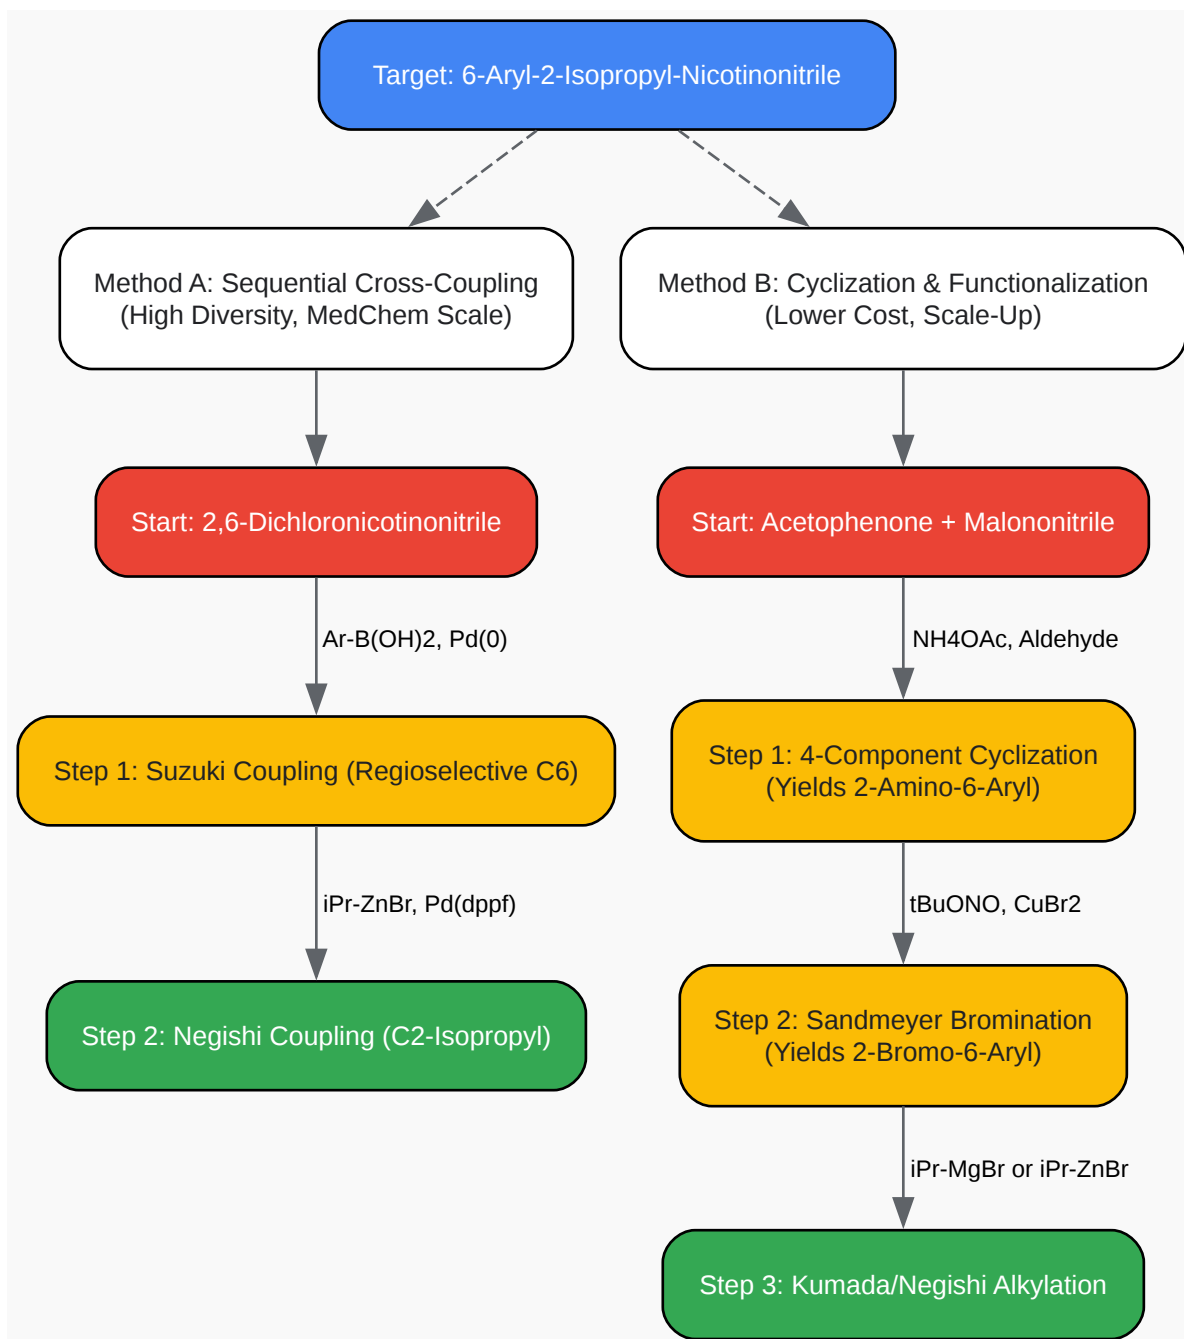 Target: 6-Aryl-2-Isopropyl-Nicotinonitrile
Method A: Sequential Cross-Coupling
(High Diversity, MedChem Scale)
Method B: Cyclization & Functionalization
(Lower Cost, Scale-Up)
Start: 2,6-Dichloronicotinonitrile
Start: Acetophenone + Malononitrile
Ar-B(OH)2, Pd(0)
NH4OAc, Aldehyde
Step 1: Suzuki Coupling (Regioselective C6)
Step 1: 4-Component Cyclization
(Yields 2-Amino-6-Aryl)
iPr-ZnBr, Pd(dppf)
tBuONO, CuBr2
Step 2: Negishi Coupling (C2-Isopropyl)
Step 2: Sandmeyer Bromination
(Yields 2-Bromo-6-Aryl)
iPr-MgBr or iPr-ZnBr
Step 3: Kumada/Negishi Alkylation